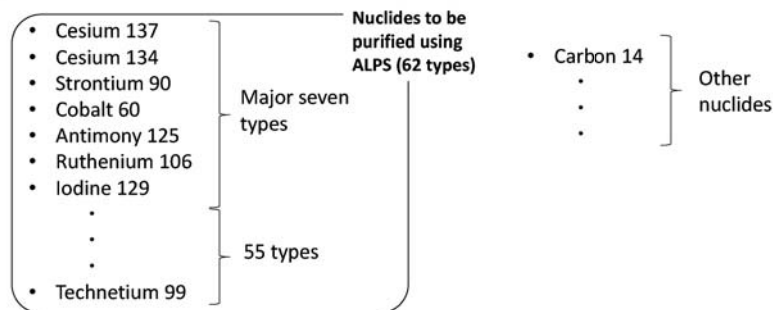 Nuclides to be
purified using
ALPS (62 types)
• Cesium 137
• Cesium 134
• Strontium 90
• Cobalt 60
• Antimony 125
• Ruthenium 106
• Iodine 129
Major seven
types
•
•
•
• Technetium 99
55 types
• Carbon 14
•
•
•
Other
nuclides